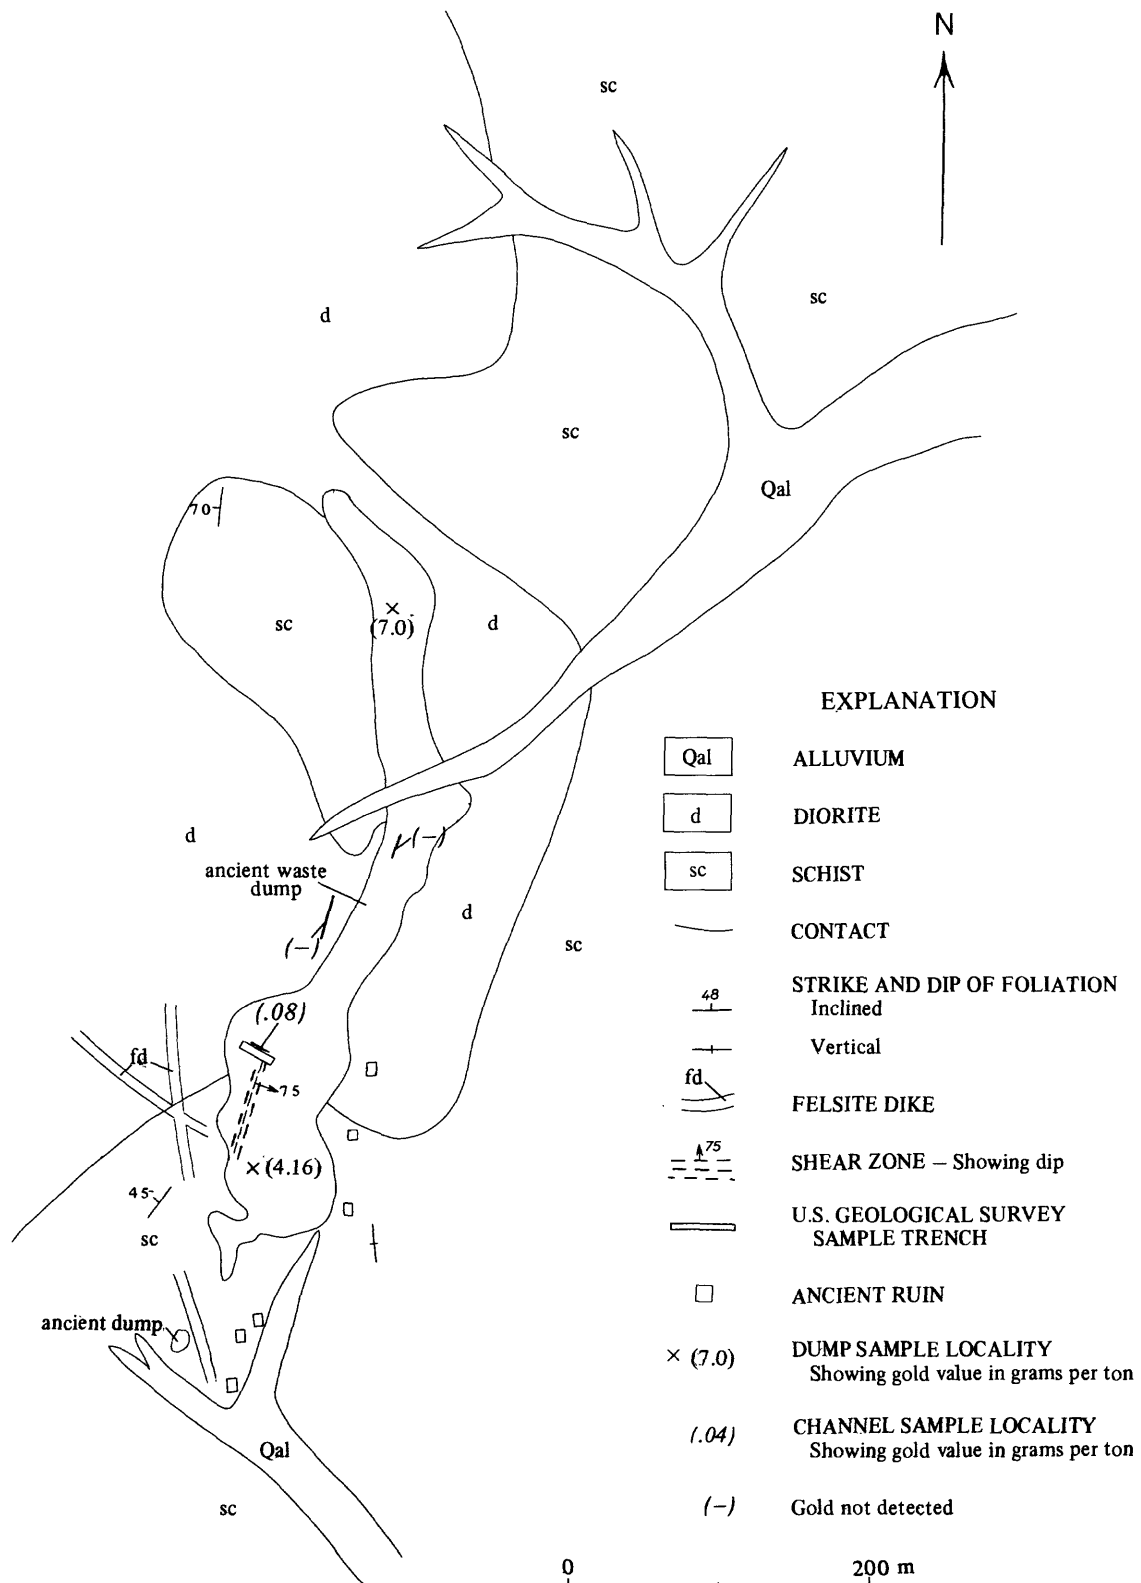 N
sc
sc
d
sc
Qal
70
sc
×
(7.0)
d
EXPLANATION
Qal ALLUVIUM
d DIORITE
sc SCHIST
CONTACT
48 STRIKE AND DIP OF FOLIATION
Inclined
Vertical
fd
FELSITE DIKE
75
SHEAR ZONE – Showing dip
U.S. GEOLOGICAL SURVEY
SAMPLE TRENCH
ANCIENT RUIN
× (7.0) DUMP SAMPLE LOCALITY
Showing gold value in grams per ton
(.04) CHANNEL SAMPLE LOCALITY
Showing gold value in grams per ton
(–) Gold not detected
d
(–)
ancient waste
dump
d
(–)
sc
(.08)
fd
75
×(4.16)
45
sc
ancient dump
Qal
sc
0 200 m